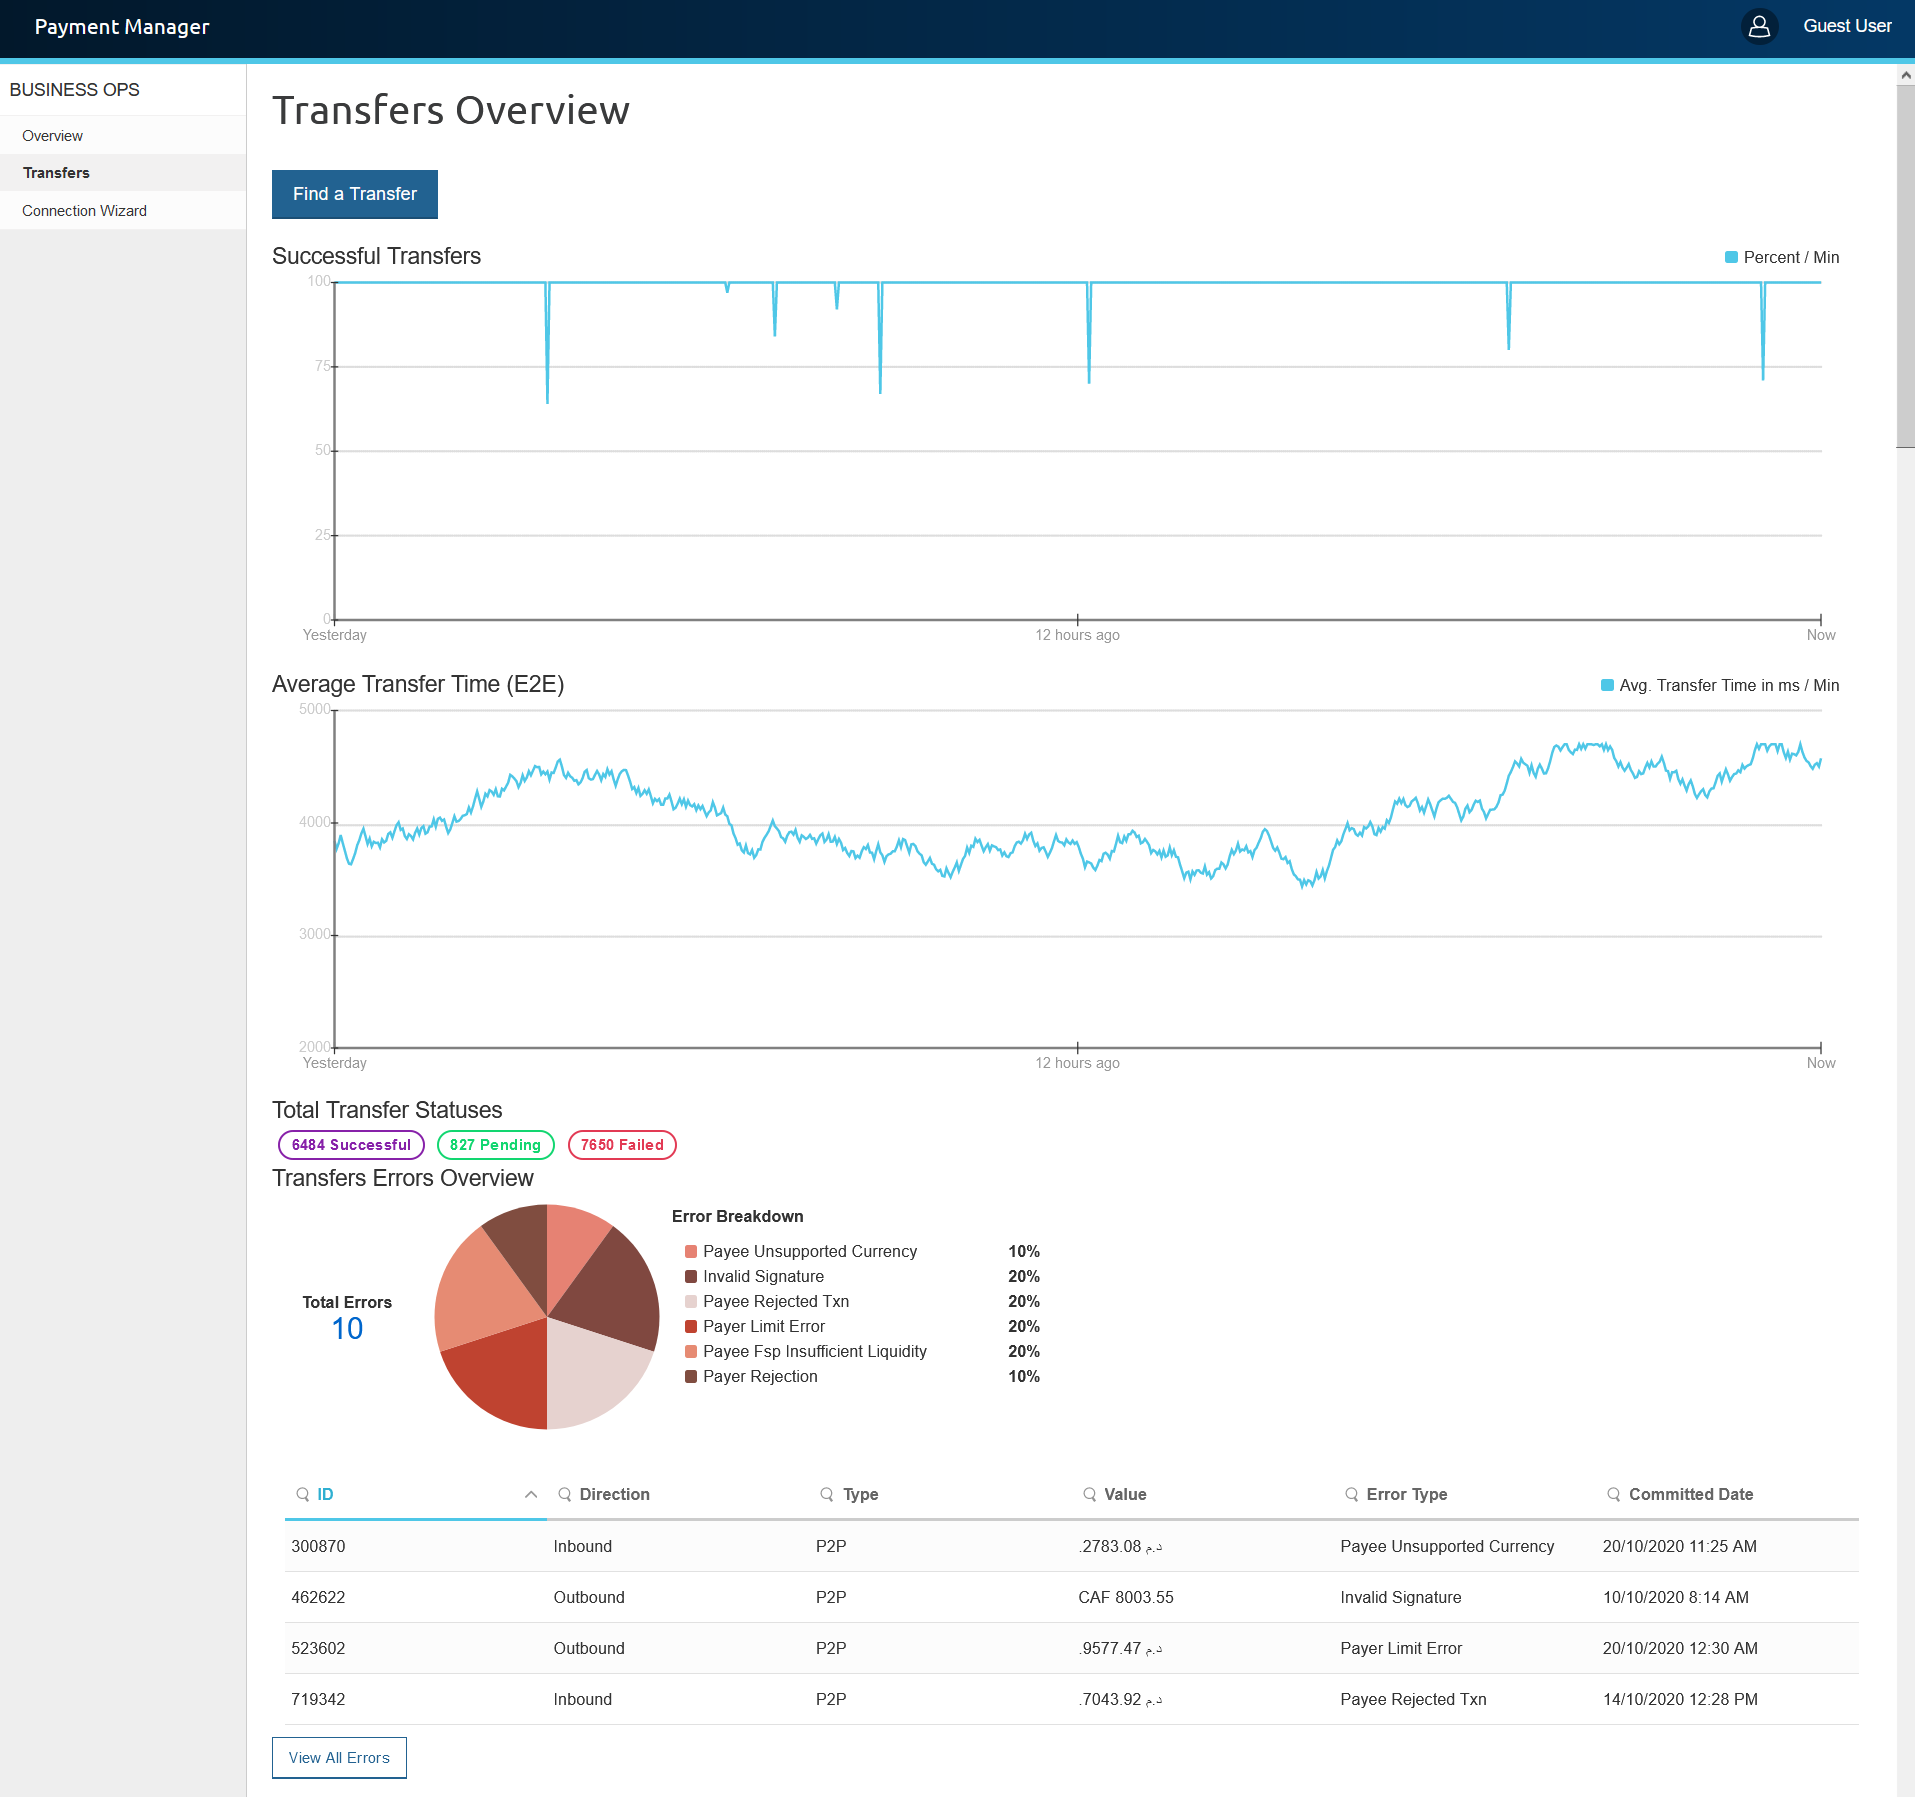 Payment Manager
Guest User
BUSINESS OPS
Overview
Transfers
Connection Wizard
Transfers Overview
Find a Transfer
Successful Transfers
Percent / Min
100
75
50
25
0
Yesterday
12 hours ago
Now
Average Transfer Time (E2E)
Avg. Transfer Time in ms / Min
5000
4000
3000
2000
Yesterday
12 hours ago
Now
Total Transfer Statuses
6484 Successful
827 Pending
7650 Failed
Transfers Errors Overview
Total Errors
10
Error Breakdown
Payee Unsupported Currency 10%
Invalid Signature 20%
Payee Rejected Txn 20%
Payer Limit Error 20%
Payee Fsp Insufficient Liquidity 20%
Payer Rejection 10%
ID Direction Type Value Error Type Committed Date
300870 Inbound P2P .2783.08 د.م Payee Unsupported Currency 20/10/2020 11:25 AM
462622 Outbound P2P CAF 8003.55 Invalid Signature 10/10/2020 8:14 AM
523602 Outbound P2P .9577.47 د.م Payer Limit Error 20/10/2020 12:30 AM
719342 Inbound P2P .7043.92 د.م Payee Rejected Txn 14/10/2020 12:28 PM
View All Errors